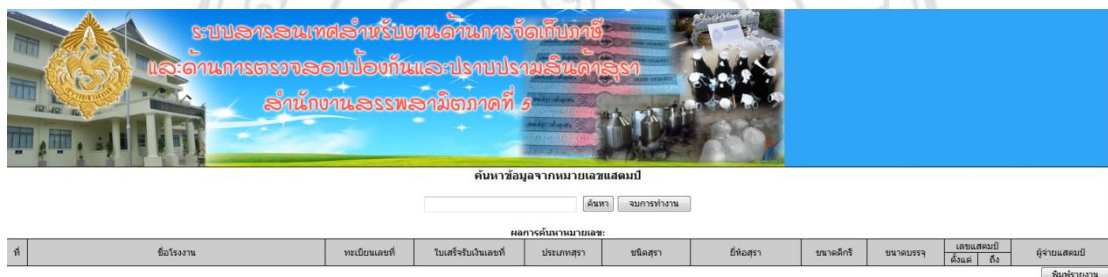 ระบบสารสนเทศสำหรับงานด้านการจัดเก็บภาษี
และด้านการตรวจสอบป้องกันและปราบปรามสินค้าสุรา
สำนักงานสรรพสามิตภาคที่ 5
ค้นหาข้อมูลจากหมายเลขแสตมป์
ค้นหา จบการทำงาน
ผลการค้นหาหมายเลข:
ที่ ชื่อโรงงาน ทะเบียนเลขที่ ใบเสร็จรับเงินเลขที่ ประเภทสุรา ชนิดสุรา ยี่ห้อสุรา ขนาดดีกรี ขนาดบรรจุ เลขแสตมป์ ผู้จ่ายแสตมป์
ตั้งแต่ ถึง
พิมพ์รายงาน